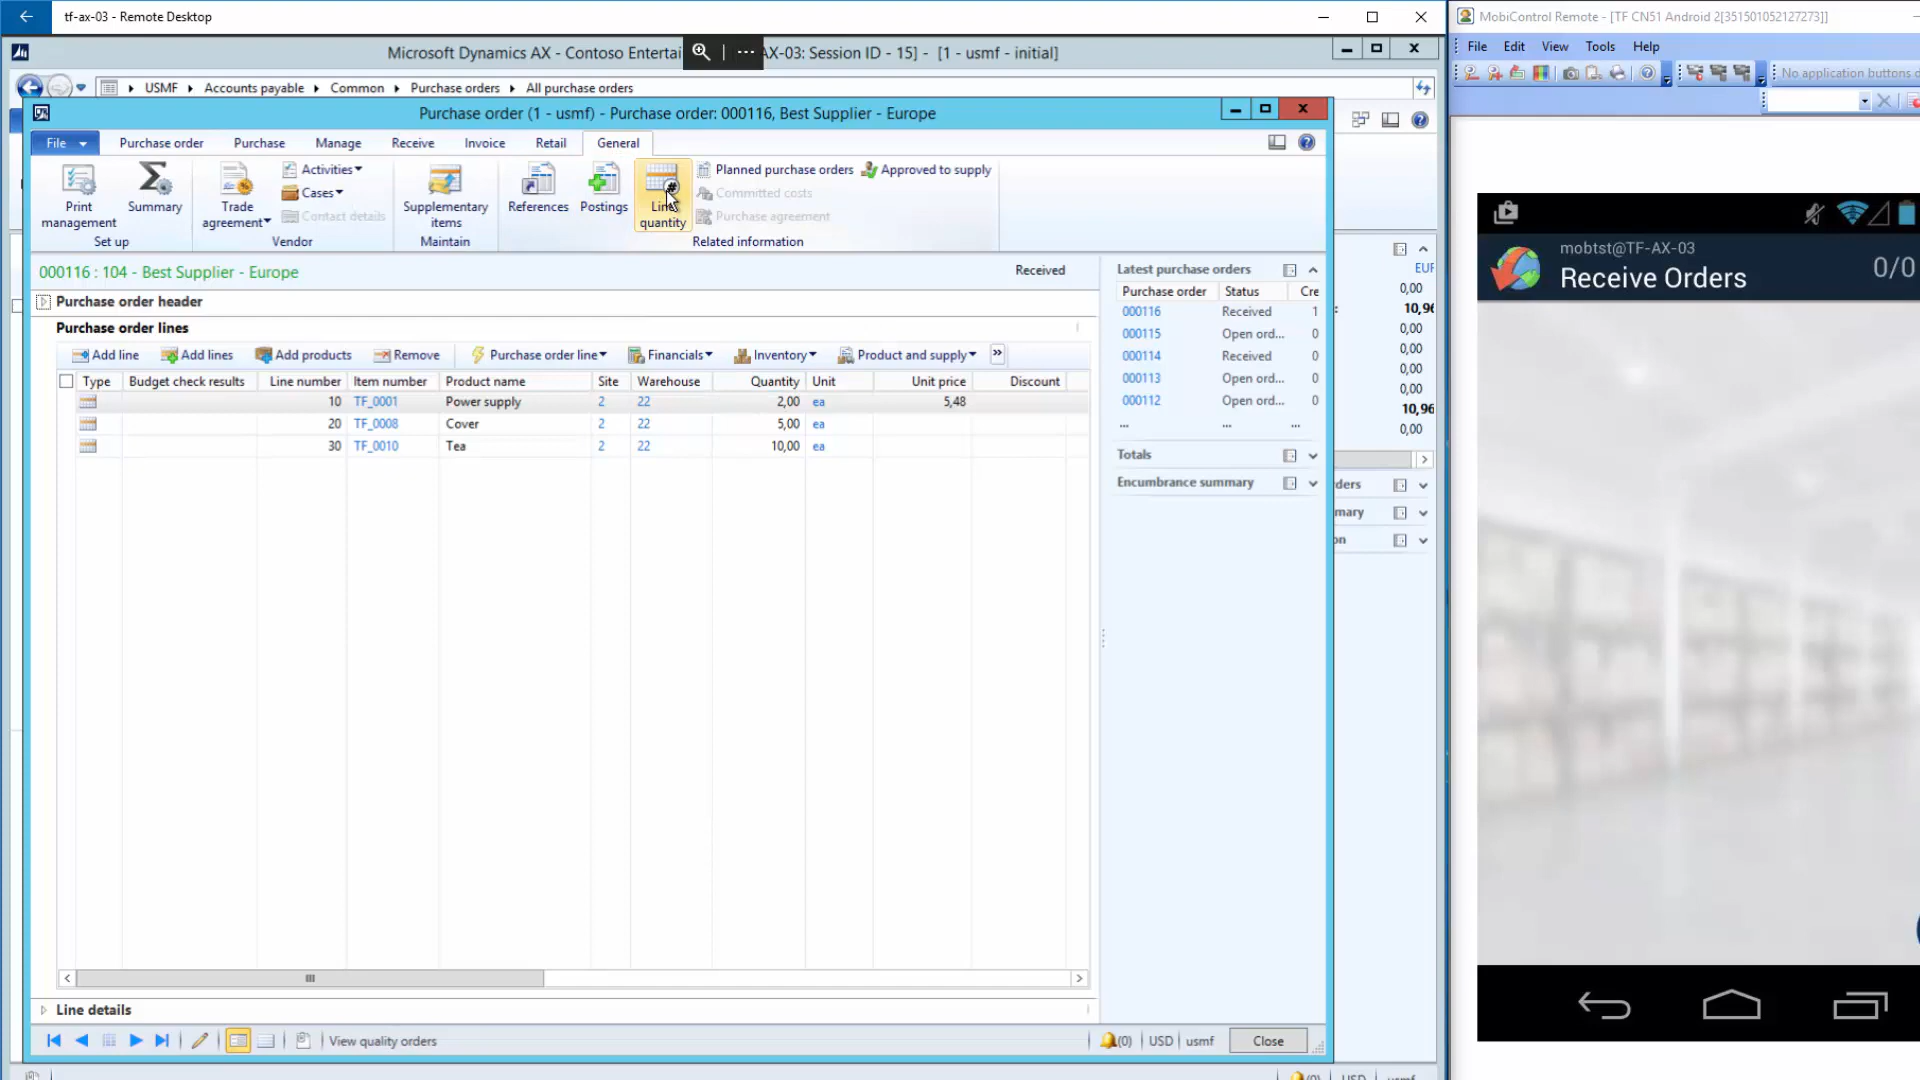 tf-ax-03 - Remote Desktop
MobiControl Remote - [TF CN51 Android 2[351501052127273]]
Microsoft Dynamics AX - Contoso Entertai
AX-03: Session ID - 15] - [1 - usmf - initial]
File Edit View Tools Help
No application buttons
USMF Accounts payable Common Purchase orders All purchase orders
Purchase order (1 - usmf) - Purchase order: 000116, Best Supplier - Europe
File Purchase order Purchase Manage Receive Invoice Retail General
Print management
Summary
Trade agreement
Activities
Cases
Contact details
Supplementary items
References
Postings
Line quantity
Planned purchase orders
Committed costs
Purchase agreement
Approved to supply
Set up
Vendor
Maintain
Related information
000116 : 104 - Best Supplier - Europe
Received
Purchase order header
Purchase order lines
Add line Add lines Add products Remove Purchase order line Financials Inventory Product and supply
Type Budget check results Line number Item number Product name Site Warehouse Quantity Unit Unit price Discount
10 TF_0001 Power supply 2 22 2,00 ea 5,48
20 TF_0008 Cover 2 22 5,00 ea
30 TF_0010 Tea 2 22 10,00 ea
Latest purchase orders
Purchase order Status Cre
000116 Received 1
000115 Open ord... 0
000114 Received 0
000113 Open ord... 0
000112 Open ord... 0
... ... ...
Totals
Encumbrance summary
EUR
0,00
10,96
0,00
0,00
0,00
0,00
10,96
0,00
ders
mary
on
Line details
View quality orders
(0) USD usmf Close
(0) USD usmf
mobtst@TF-AX-03
Receive Orders
0/0